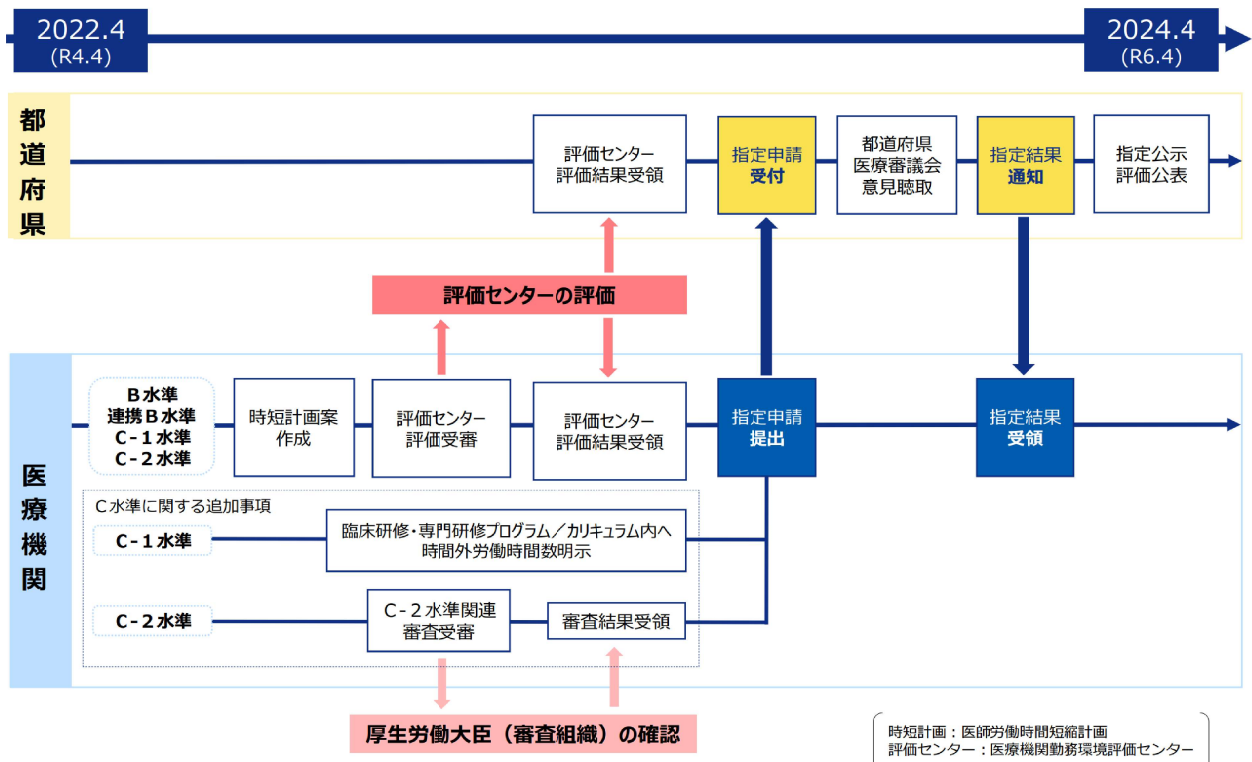 2022.4
(R4.4)
2024.4
(R6.4)
都
道
府
県
評価センター
評価結果受領
指定申請
受付
都道府県
医療審議会
意見聴取
指定結果
通知
指定公示
評価公表
評価センターの評価
医
療
機
関
B水準
連携B水準
C-1水準
C-2水準
時短計画案
作成
評価センター
評価受審
評価センター
評価結果受領
指定申請
提出
指定結果
受領
C水準に関する追加事項
C-1水準
臨床研修・専門研修プログラム/カリキュラム内へ
時間外労働時間数明示
C-2水準
C-2水準関連
審査受審
審査結果受領
厚生労働大臣(審査組織)の確認
時短計画:医師労働時間短縮計画
評価センター:医療機関勤務環境評価センター